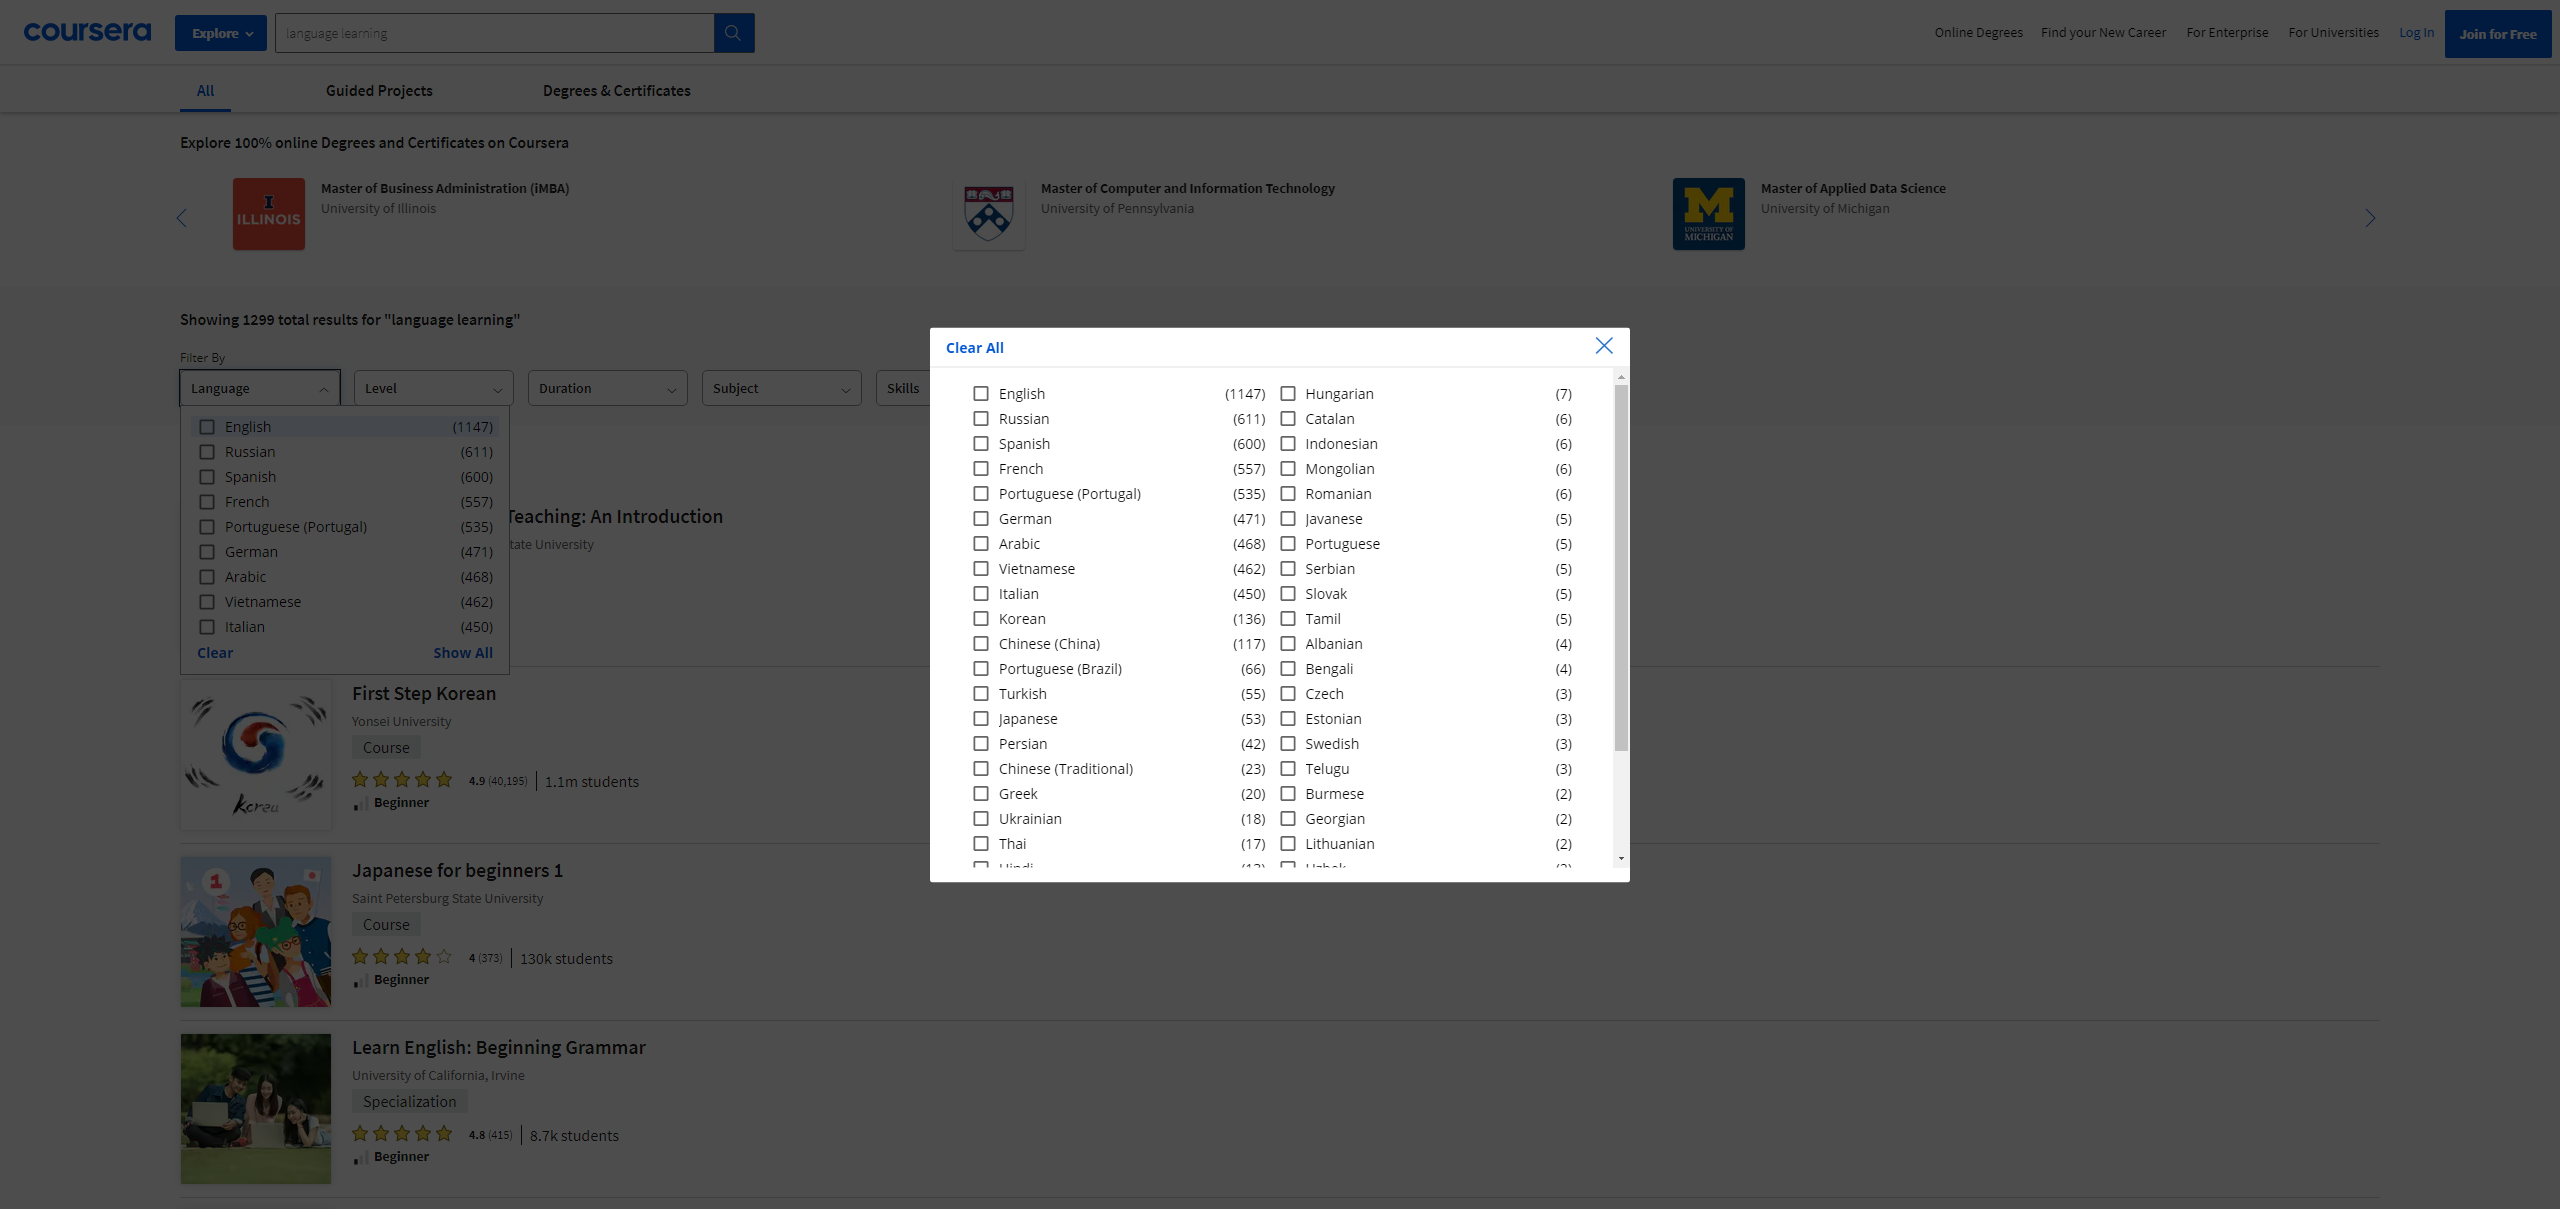 coursera
Explore
language learning
Online Degrees
Find your New Career
For Enterprise
For Universities
Log In
Join for Free
All
Guided Projects
Degrees & Certificates
Explore 100% online Degrees and Certificates on Coursera
I
ILLINOIS
Master of Business Administration (iMBA)
University of Illinois
Master of Computer and Information Technology
University of Pennsylvania
M
UNIVERSITY OF
MICHIGAN
Master of Applied Data Science
University of Michigan
Showing 1299 total results for "language learning"
Filter By
Language
Level
Duration
Subject
Skills
English (1147)
Russian (611)
Spanish (600)
French (557)
Portuguese (Portugal) (535)
German (471)
Arabic (468)
Vietnamese (462)
Italian (450)
Clear Show All
Teaching: An Introduction
tate University
Korea
First Step Korean
Yonsei University
Course
4.9 (40,195) 1.1m students
Beginner
1
Japanese for beginners 1
Saint Petersburg State University
Course
4 (373) 130k students
Beginner
Learn English: Beginning Grammar
University of California, Irvine
Specialization
4.8 (415) 8.7k students
Beginner
Clear All
English (1147)
Russian (611)
Spanish (600)
French (557)
Portuguese (Portugal) (535)
German (471)
Arabic (468)
Vietnamese (462)
Italian (450)
Korean (136)
Chinese (China) (117)
Portuguese (Brazil) (66)
Turkish (55)
Japanese (53)
Persian (42)
Chinese (Traditional) (23)
Greek (20)
Ukrainian (18)
Thai (17)
Hungarian (7)
Catalan (6)
Indonesian (6)
Mongolian (6)
Romanian (6)
Javanese (5)
Portuguese (5)
Serbian (5)
Slovak (5)
Tamil (5)
Albanian (4)
Bengali (4)
Czech (3)
Estonian (3)
Swedish (3)
Telugu (3)
Burmese (2)
Georgian (2)
Lithuanian (2)